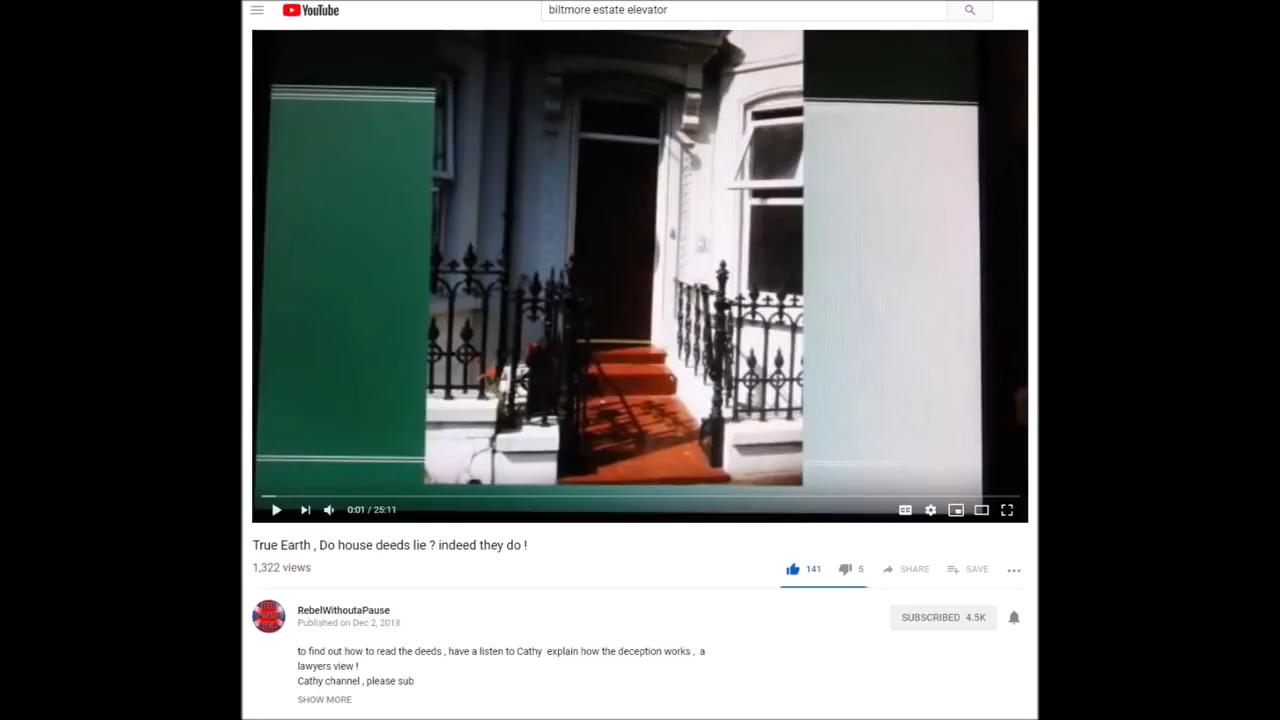 YouTube
biltmore estate elevator
0:01 / 25:11
CC
True Earth , Do house deeds lie ? indeed they do !
1,322 views
141
5
SHARE
SAVE
RebelWithoutaPause
Published on Dec 2, 2018
SUBSCRIBED 4.5K
to find out how to read the deeds , have a listen to Cathy explain how the deception works , a
lawyers view !
Cathy channel , please sub
SHOW MORE